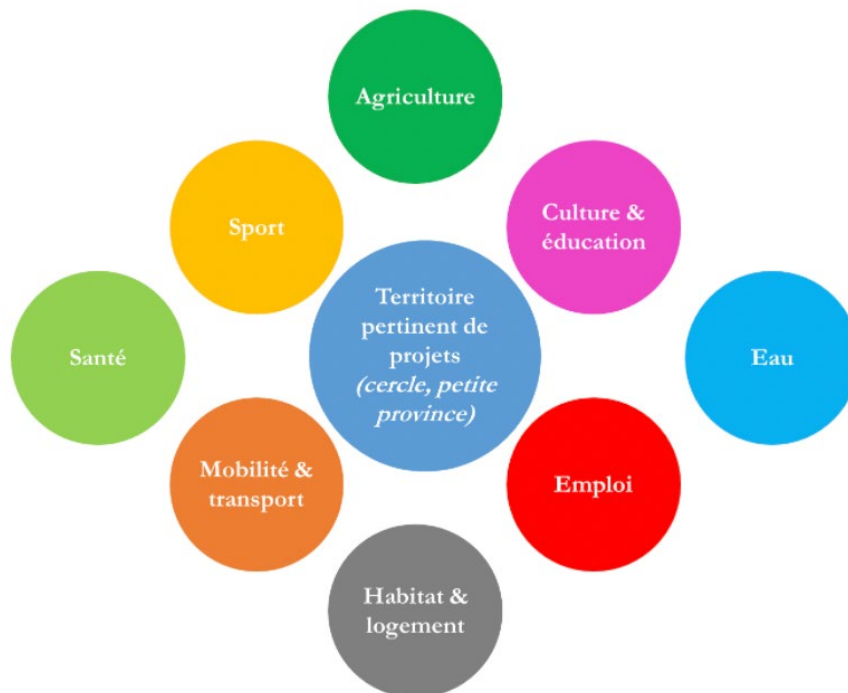 Agriculture
Sport
Culture &
éducation
Territoire
pertinent de
projets
(cercle, petite
province)
Santé
Eau
Mobilité &
transport
Emploi
Habitat &
logement